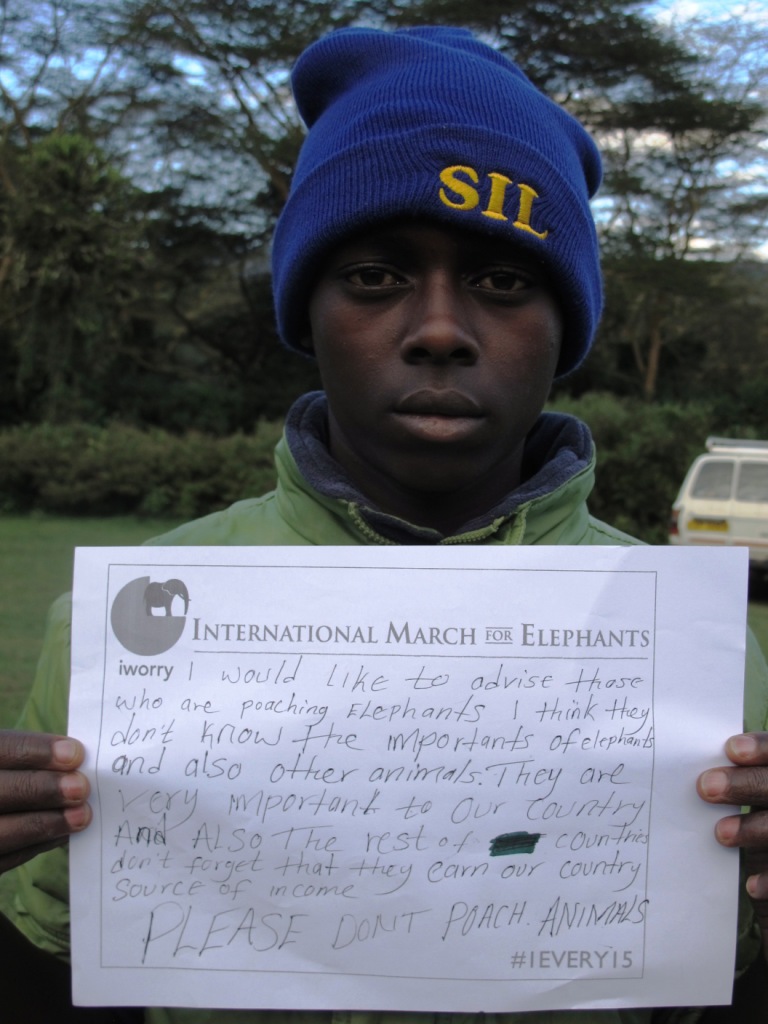 INTERNATIONAL MARCH FOR ELEPHANTS
iworry I would like to advise those
who are poaching Elephants I think they
don't know the importants of elephants
and also other animals. They are
Very important to Our Country
And Also The rest of countries
don't forget that they earn our country
Source of income
PLEASE DON'T POACH ANIMALS
#IEVERY15
SIL